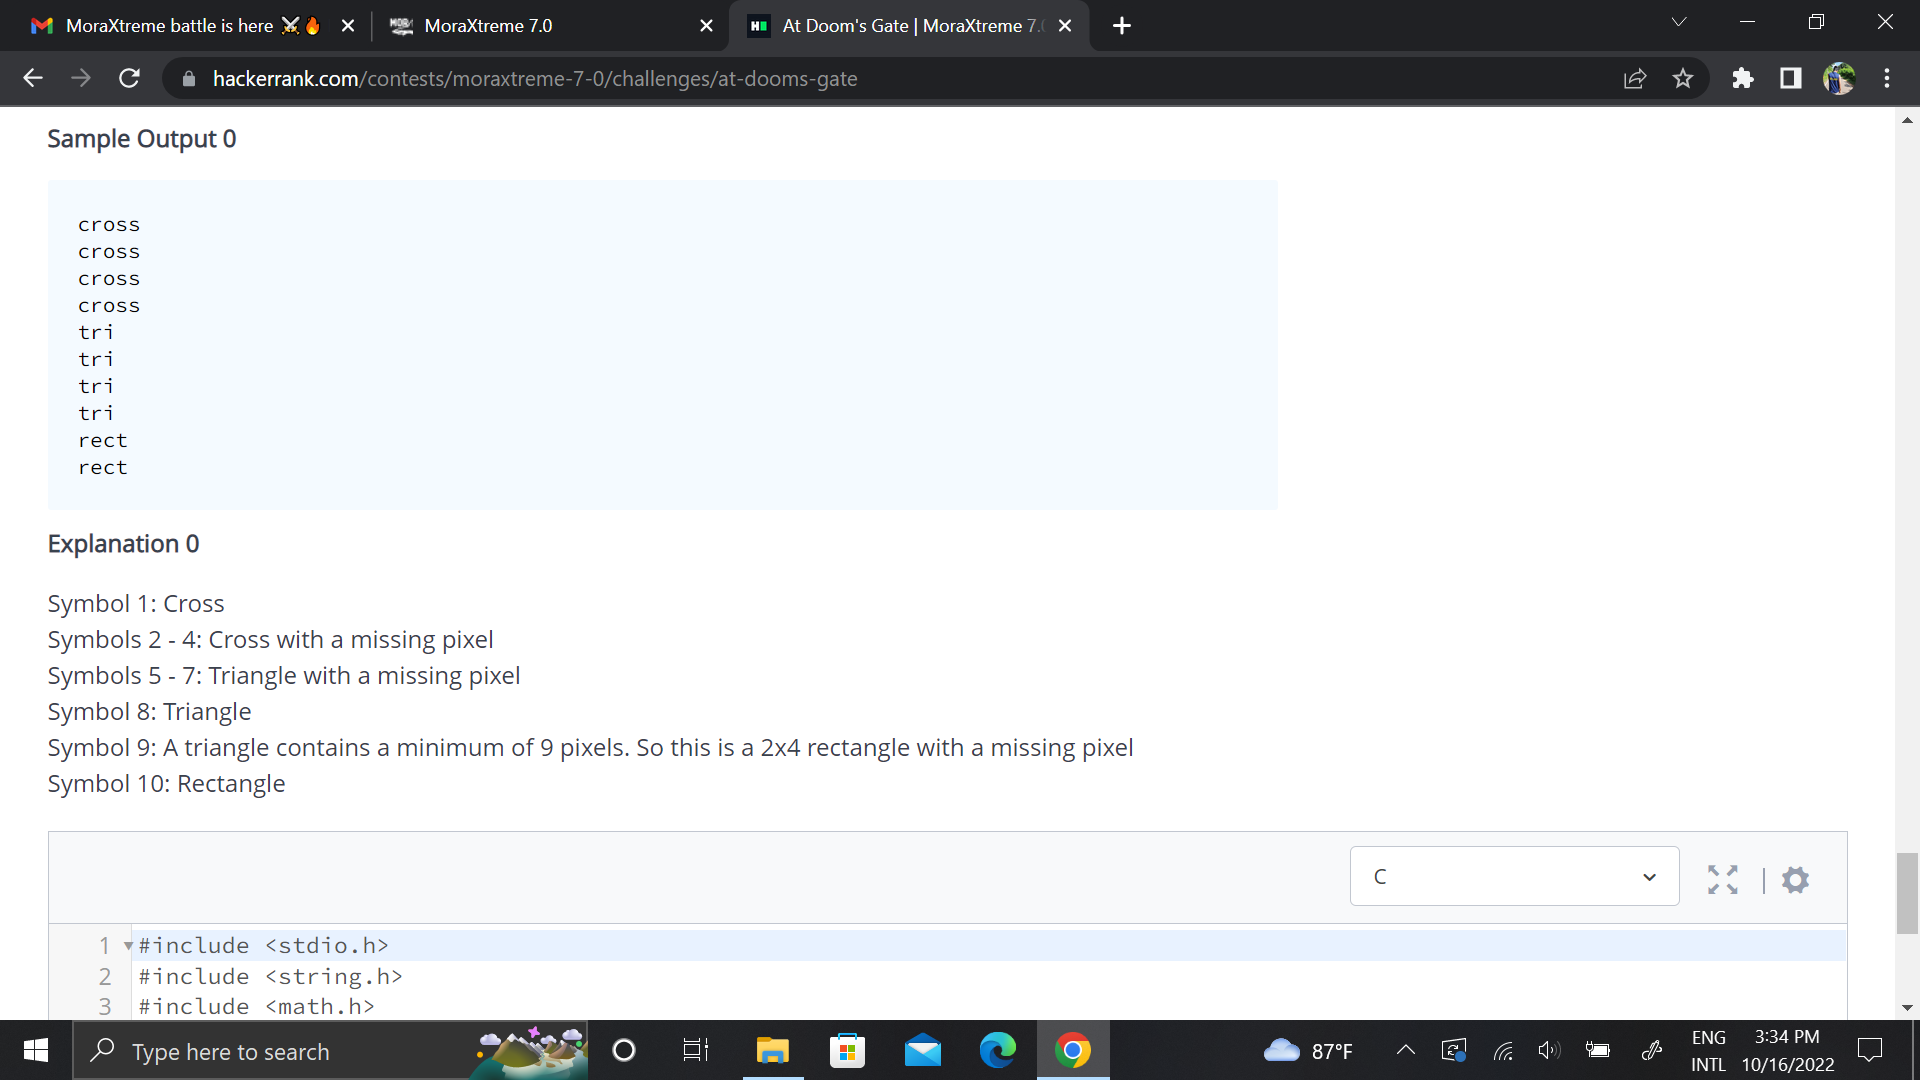 MoraXtreme battle is here
MoraXtreme 7.0
At Doom's Gate | MoraXtreme 7.0
hackerrank.com/contests/moraxtreme-7-0/challenges/at-dooms-gate
Sample Output 0
cross
cross
cross
cross
tri
tri
tri
tri
rect
rect
Explanation 0
Symbol 1: Cross
Symbols 2 - 4: Cross with a missing pixel
Symbols 5 - 7: Triangle with a missing pixel
Symbol 8: Triangle
Symbol 9: A triangle contains a minimum of 9 pixels. So this is a 2x4 rectangle with a missing pixel
Symbol 10: Rectangle
C
1 #include <stdio.h>
2 #include <string.h>
3 #include <math.h>
Type here to search
87°F
ENG
INTL
3:34 PM
10/16/2022